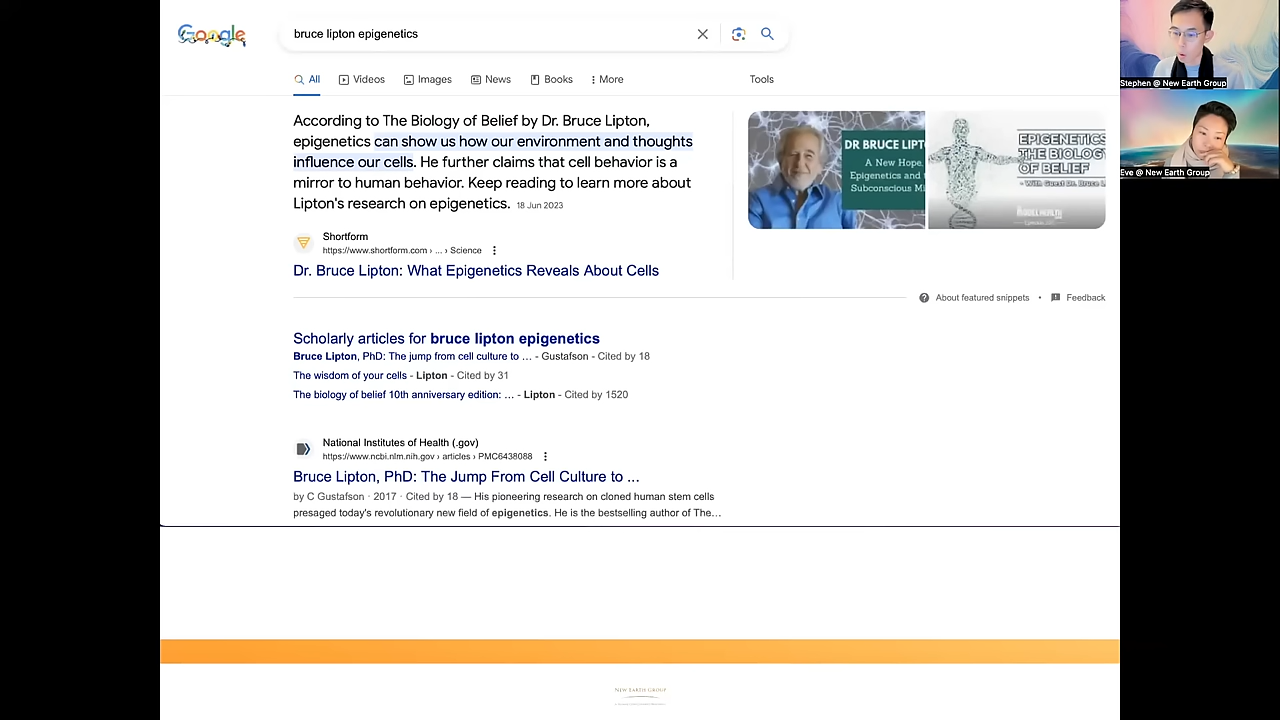 Google
bruce lipton epigenetics
All Videos Images News Books More Tools
According to The Biology of Belief by Dr. Bruce Lipton,
epigenetics can show us how our environment and thoughts
influence our cells. He further claims that cell behavior is a
mirror to human behavior. Keep reading to learn more about
Lipton's research on epigenetics. 18 Jun 2023
Shortform
https://www.shortform.com › ... › Science
Dr. Bruce Lipton: What Epigenetics Reveals About Cells
DR BRUCE LIPT
A New Hope,
Epigenetics and t
Subconscious Mi
EPIGENETICS
THE BIOLOG
OF BELIEF
- With Guest Dr. Bruce L
About featured snippets • Feedback
Scholarly articles for bruce lipton epigenetics
Bruce Lipton, PhD: The jump from cell culture to … - Gustafson - Cited by 18
The wisdom of your cells - Lipton - Cited by 31
The biology of belief 10th anniversary edition: … - Lipton - Cited by 1520
National Institutes of Health (.gov)
https://www.ncbi.nlm.nih.gov › articles › PMC6438088
Bruce Lipton, PhD: The Jump From Cell Culture to ...
by C Gustafson · 2017 · Cited by 18 — His pioneering research on cloned human stem cells
presaged today's revolutionary new field of epigenetics. He is the bestselling author of The…
NEW EARTH GROUP
Stephen @ New Earth Group
Eve @ New Earth Group